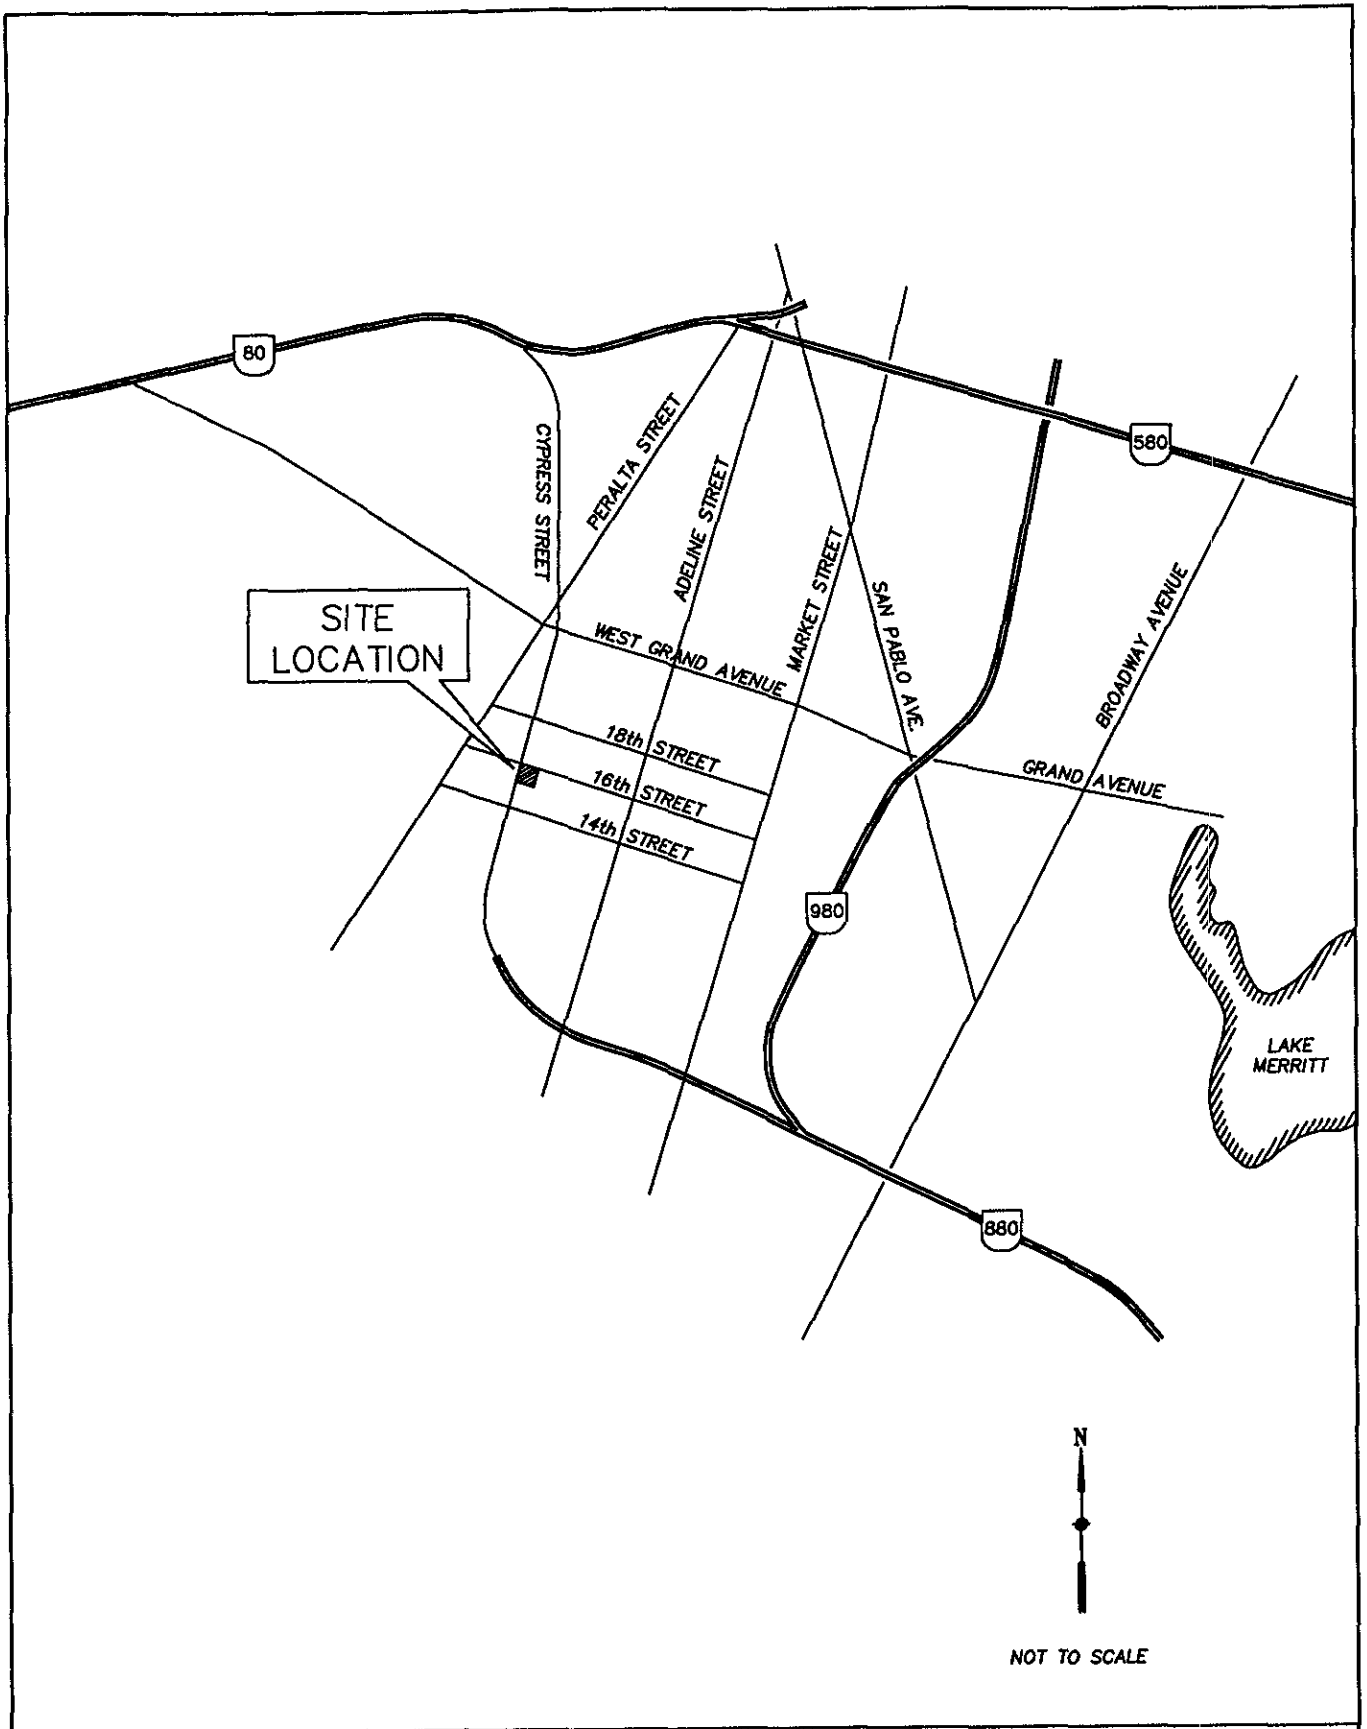 80
580
CYPRESS STREET
PERALTA STREET
ADELINE STREET
MARKET STREET
SAN PABLO AVE.
BROADWAY AVENUE
SITE
LOCATION
WEST GRAND AVENUE
18th STREET
16th STREET
14th STREET
GRAND AVENUE
980
LAKE
MERRITT
880
N
NOT TO SCALE